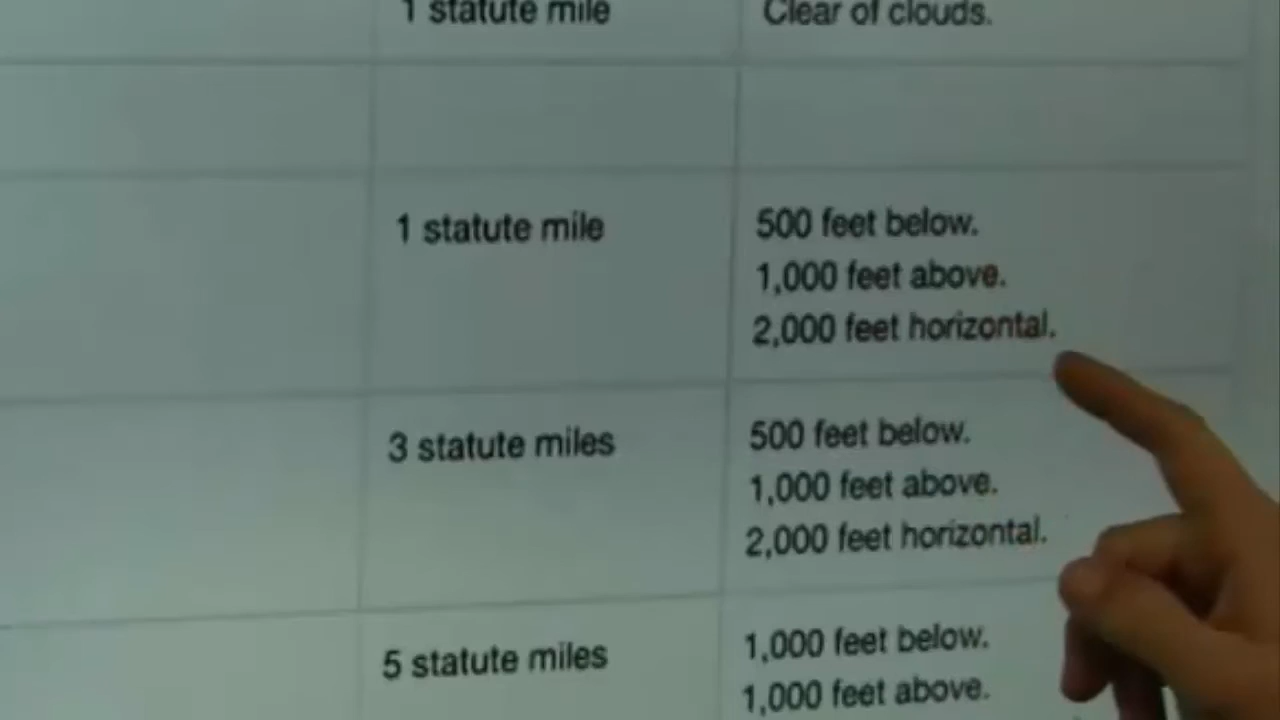 1 statute mile
Clear of clouds.
1 statute mile
500 feet below.
1,000 feet above.
2,000 feet horizontal.
3 statute miles
500 feet below.
1,000 feet above.
2,000 feet horizontal.
5 statute miles
1,000 feet below.
1,000 feet above.